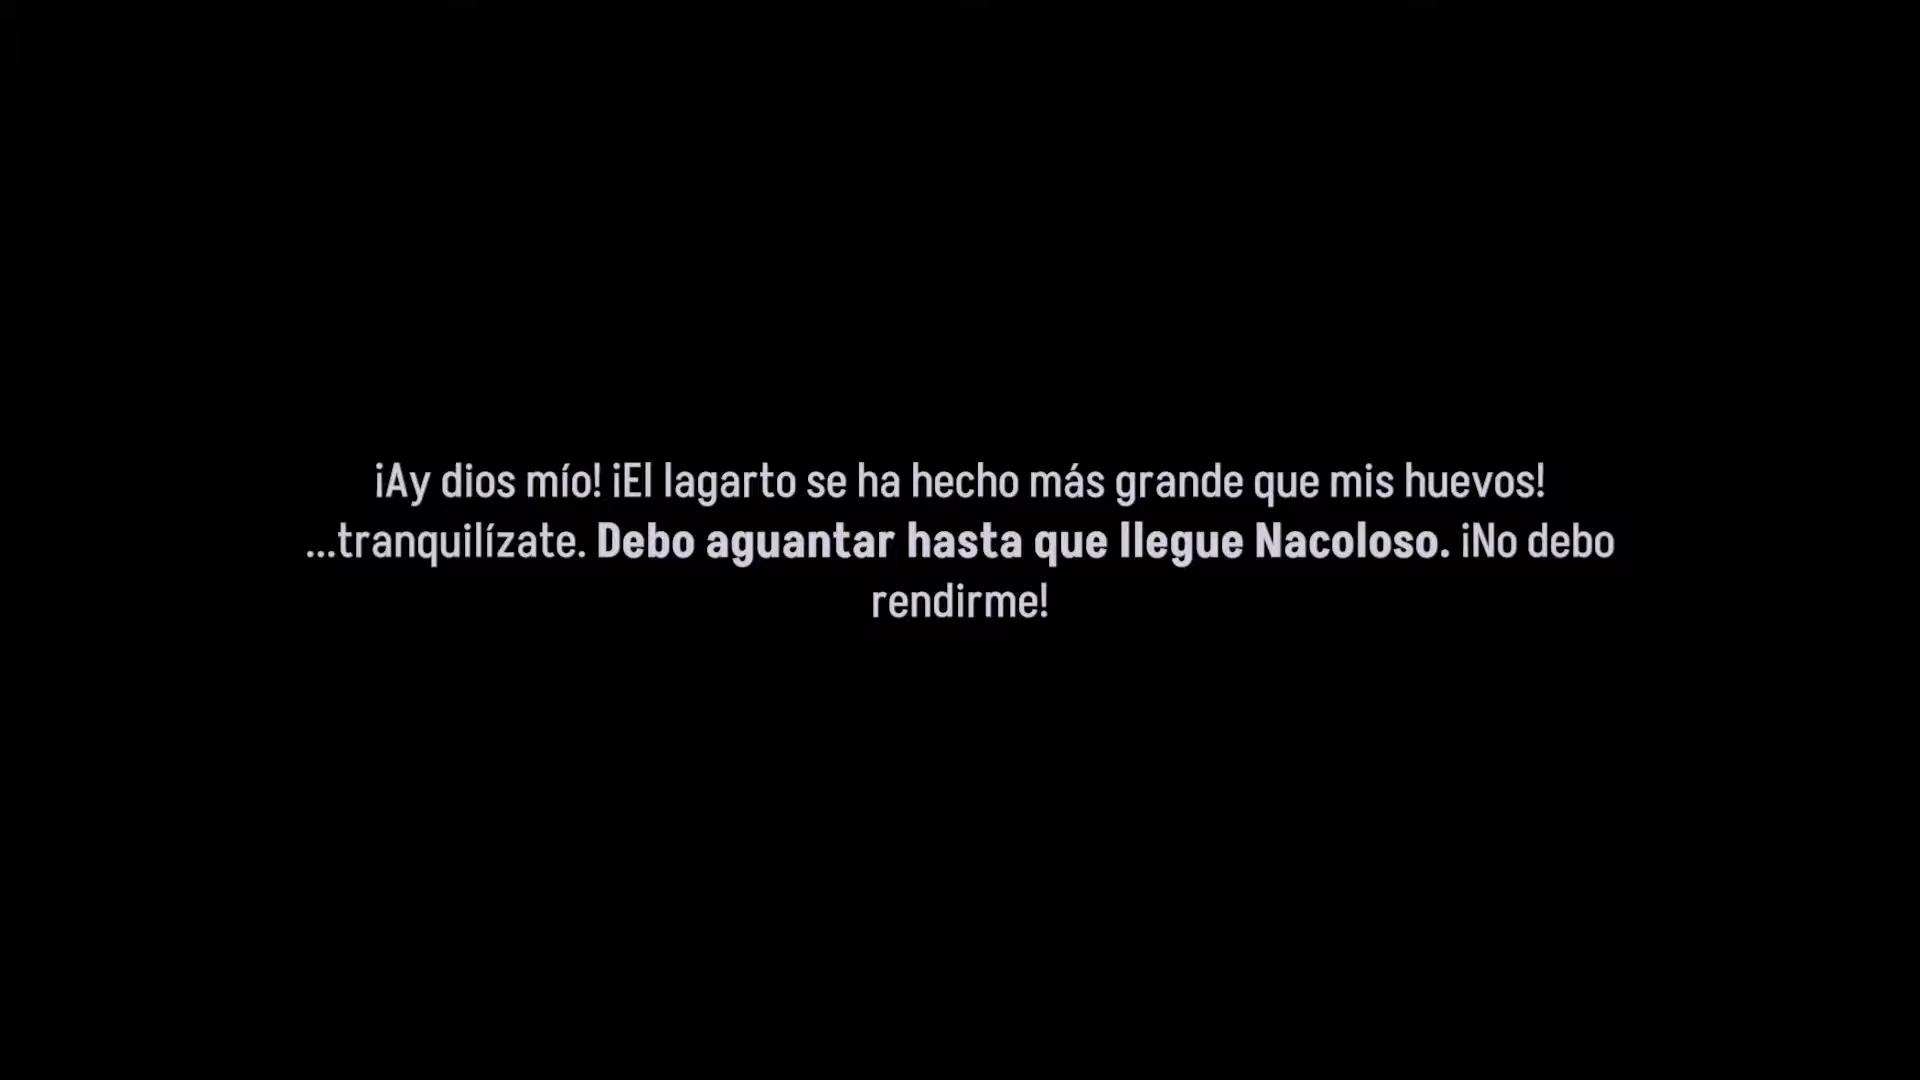 ¡Ay dios mío! ¡El lagarto se ha hecho más grande que mis huevos!
...tranquilízate. Debo aguantar hasta que llegue Nacoloso. ¡No debo
rendirme!